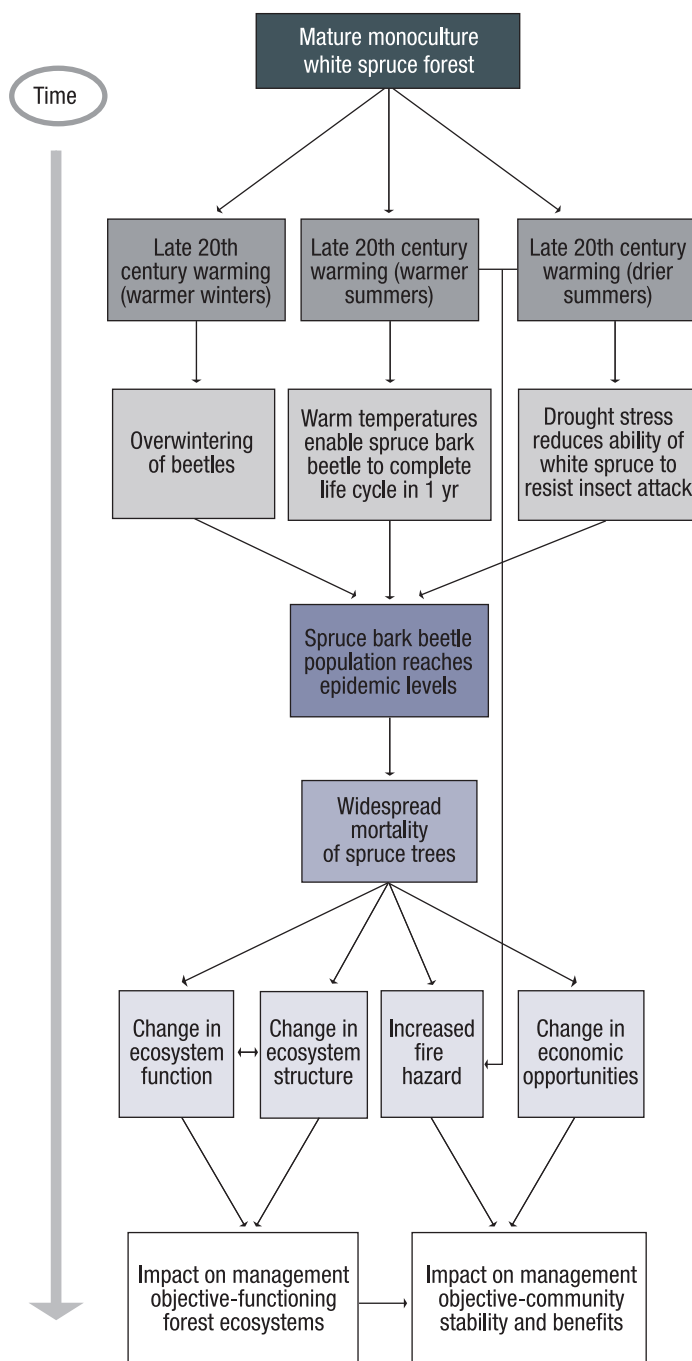 Mature monoculture
white spruce forest
Time
Late 20th
century warming
(warmer winters)
Late 20th century
warming (warmer
summers)
Late 20th century
warming (drier
summers)
Overwintering
of beetles
Warm temperatures
enable spruce bark
beetle to complete
life cycle in 1 yr
Drought stress
reduces ability of
white spruce to
resist insect attack
Spruce bark beetle
population reaches
epidemic levels
Widespread
mortality
of spruce trees
Change in
ecosystem
function
Change in
ecosystem
structure
Increased
fire
hazard
Change in
economic
opportunities
Impact on management
objective-functioning
forest ecosystems
Impact on management
objective-community
stability and benefits